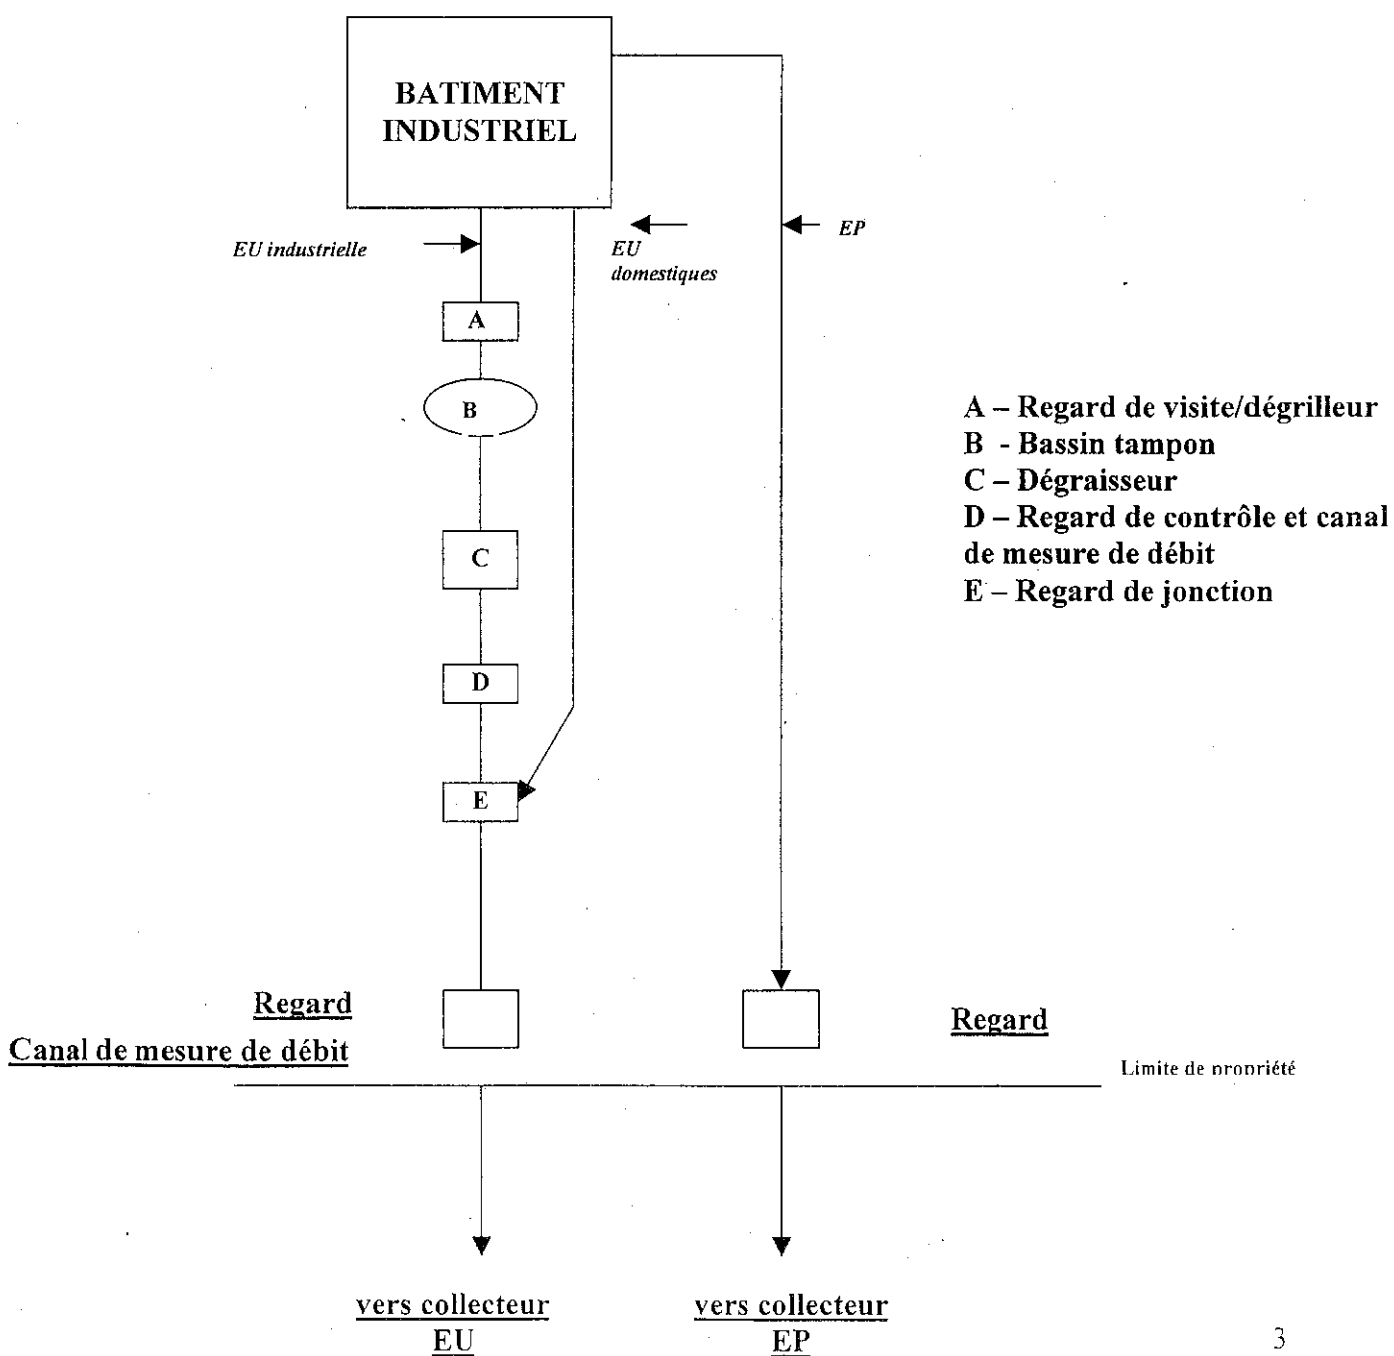 BATIMENT
INDUSTRIEL
EU industrielle
EU
domestiques
EP
A
B
C
D
E
A – Regard de visite/dégrilleur
B - Bassin tampon
C – Dégraisseur
D – Regard de contrôle et canal
de mesure de débit
E – Regard de jonction
Regard
Canal de mesure de débit
Regard
Limite de propriété
vers collecteur
EU
vers collecteur
EP
3